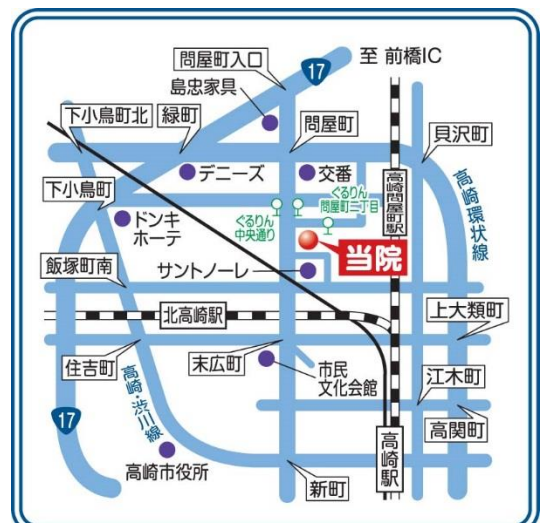 問屋町入口
17
至 前橋IC
島忠家具
下小鳥町北
緑町
問屋町
貝沢町
デニーズ
交番
高崎問屋町駅
高崎環状線
下小鳥町
ぐるりん
中央通り
ぐるりん
問屋町二丁目
ドンキ
ホーテ
当院
飯塚町南
サントノーレ
北高崎駅
上大類町
住吉町
末広町
市民
文化会館
江木町
高崎・渋川線
高関町
17
高崎市役所
新町
高崎駅